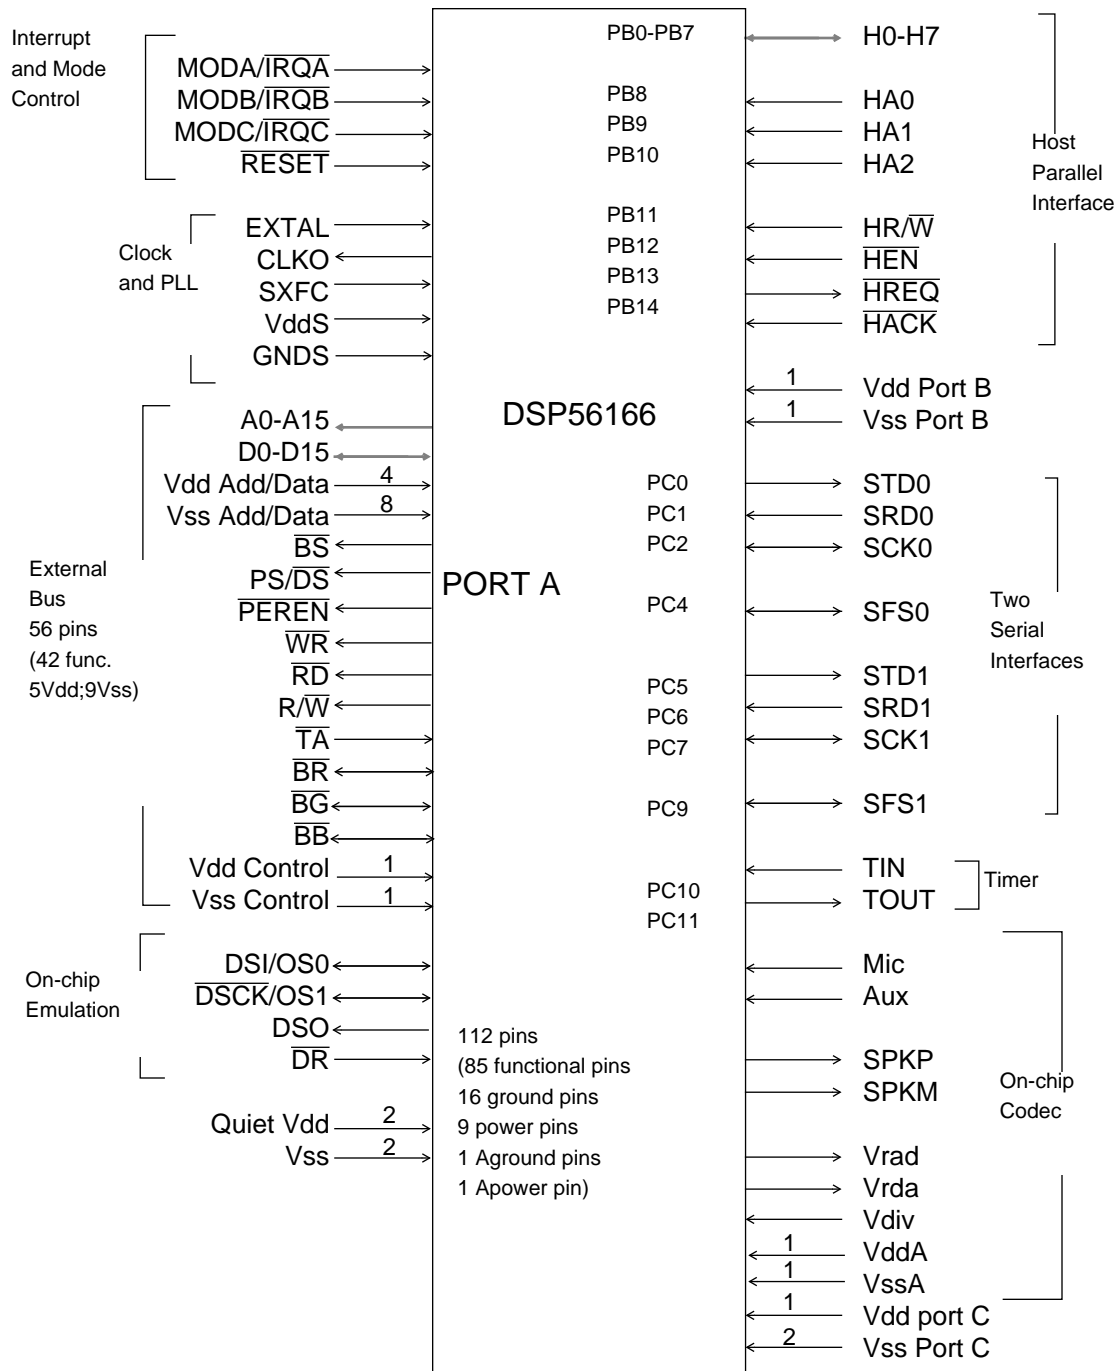 Interrupt
and Mode
Control
MODA/IRQA
MODB/IRQB
MODC/IRQC
RESET
Clock
and PLL
EXTAL
CLKO
SXFC
VddS
GNDS
External
Bus
56 pins
(42 func.
5Vdd;9Vss)
A0-A15
D0-D15
Vdd Add/Data 4
Vss Add/Data 8
BS
PS/DS
PEREN
WR
RD
R/W
TA
BR
BG
BB
Vdd Control 1
Vss Control 1
On-chip
Emulation
DSI/OS0
DSCK/OS1
DSO
DR
Quiet Vdd 2
Vss 2
DSP56166
PORT A
112 pins
(85 functional pins
16 ground pins
9 power pins
1 Aground pins
1 Apower pin)
PB0-PB7
PB8
PB9
PB10
PB11
PB12
PB13
PB14
PC0
PC1
PC2
PC4
PC5
PC6
PC7
PC9
PC10
PC11
H0-H7
HA0
HA1
HA2
HR/W
HEN
HREQ
HACK
Host
Parallel
Interface
1 Vdd Port B
1 Vss Port B
STD0
SRD0
SCK0
SFS0
STD1
SRD1
SCK1
SFS1
Two
Serial
Interfaces
TIN
TOUT
Timer
Mic
Aux
SPKP
SPKM
Vrad
Vrda
Vdiv
1 VddA
1 VssA
On-chip
Codec
1 Vdd port C
2 Vss Port C